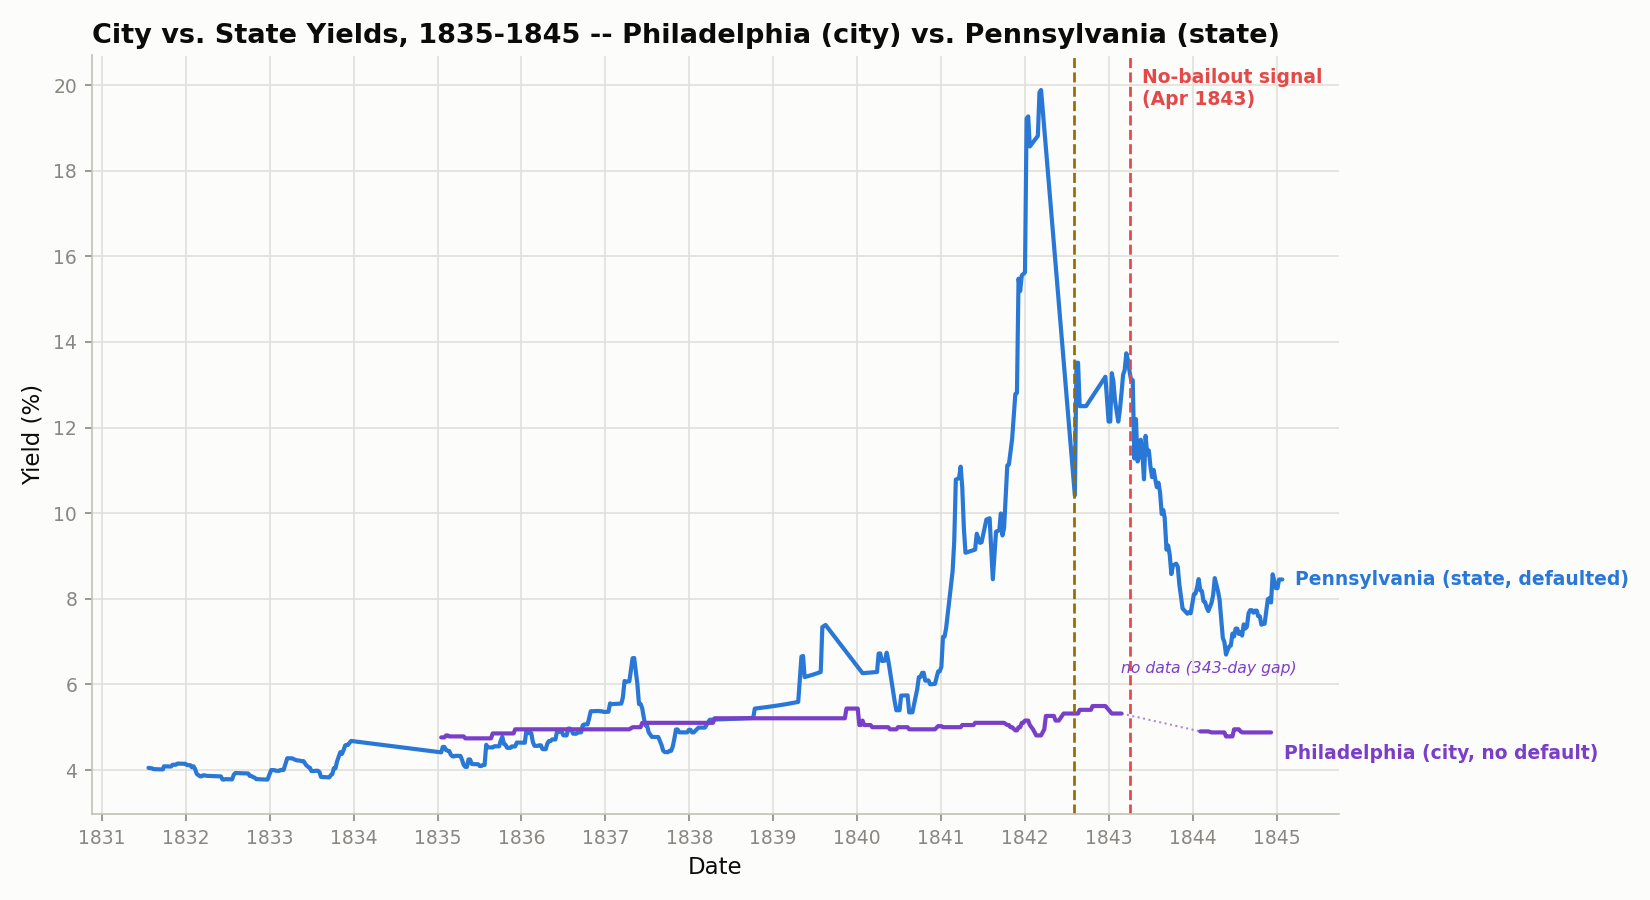 City vs. State Yields, 1835-1845 -- Philadelphia (city) vs. Pennsylvania (state)
No-bailout signal
(Apr 1843)
20
18
16
14
12
10
8
6
4
Yield (%)
Pennsylvania (state, defaulted)
no data (343-day gap)
Philadelphia (city, no default)
1831 1832 1833 1834 1835 1836 1837 1838 1839 1840 1841 1842 1843 1844 1845
Date